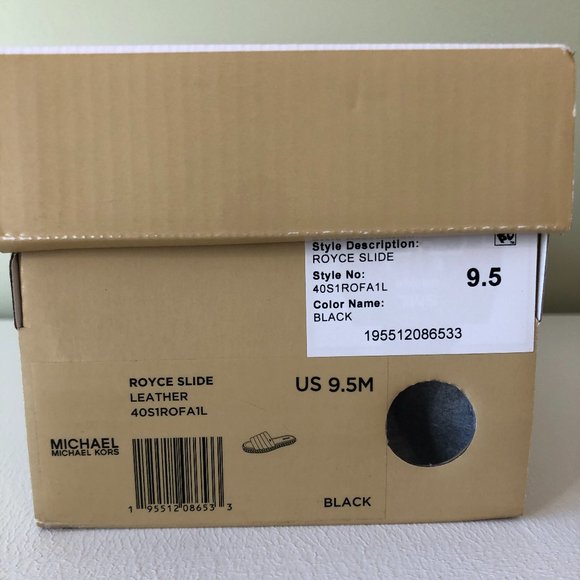 Style Description:
ROYCE SLIDE
Style No:
40S1ROFA1L
9.5
Color Name:
BLACK
195512086533
ROYCE SLIDE
LEATHER
40S1ROFA1L
US 9.5M
MICHAEL
MICHAEL KORS
1 95512 08653 3
BLACK